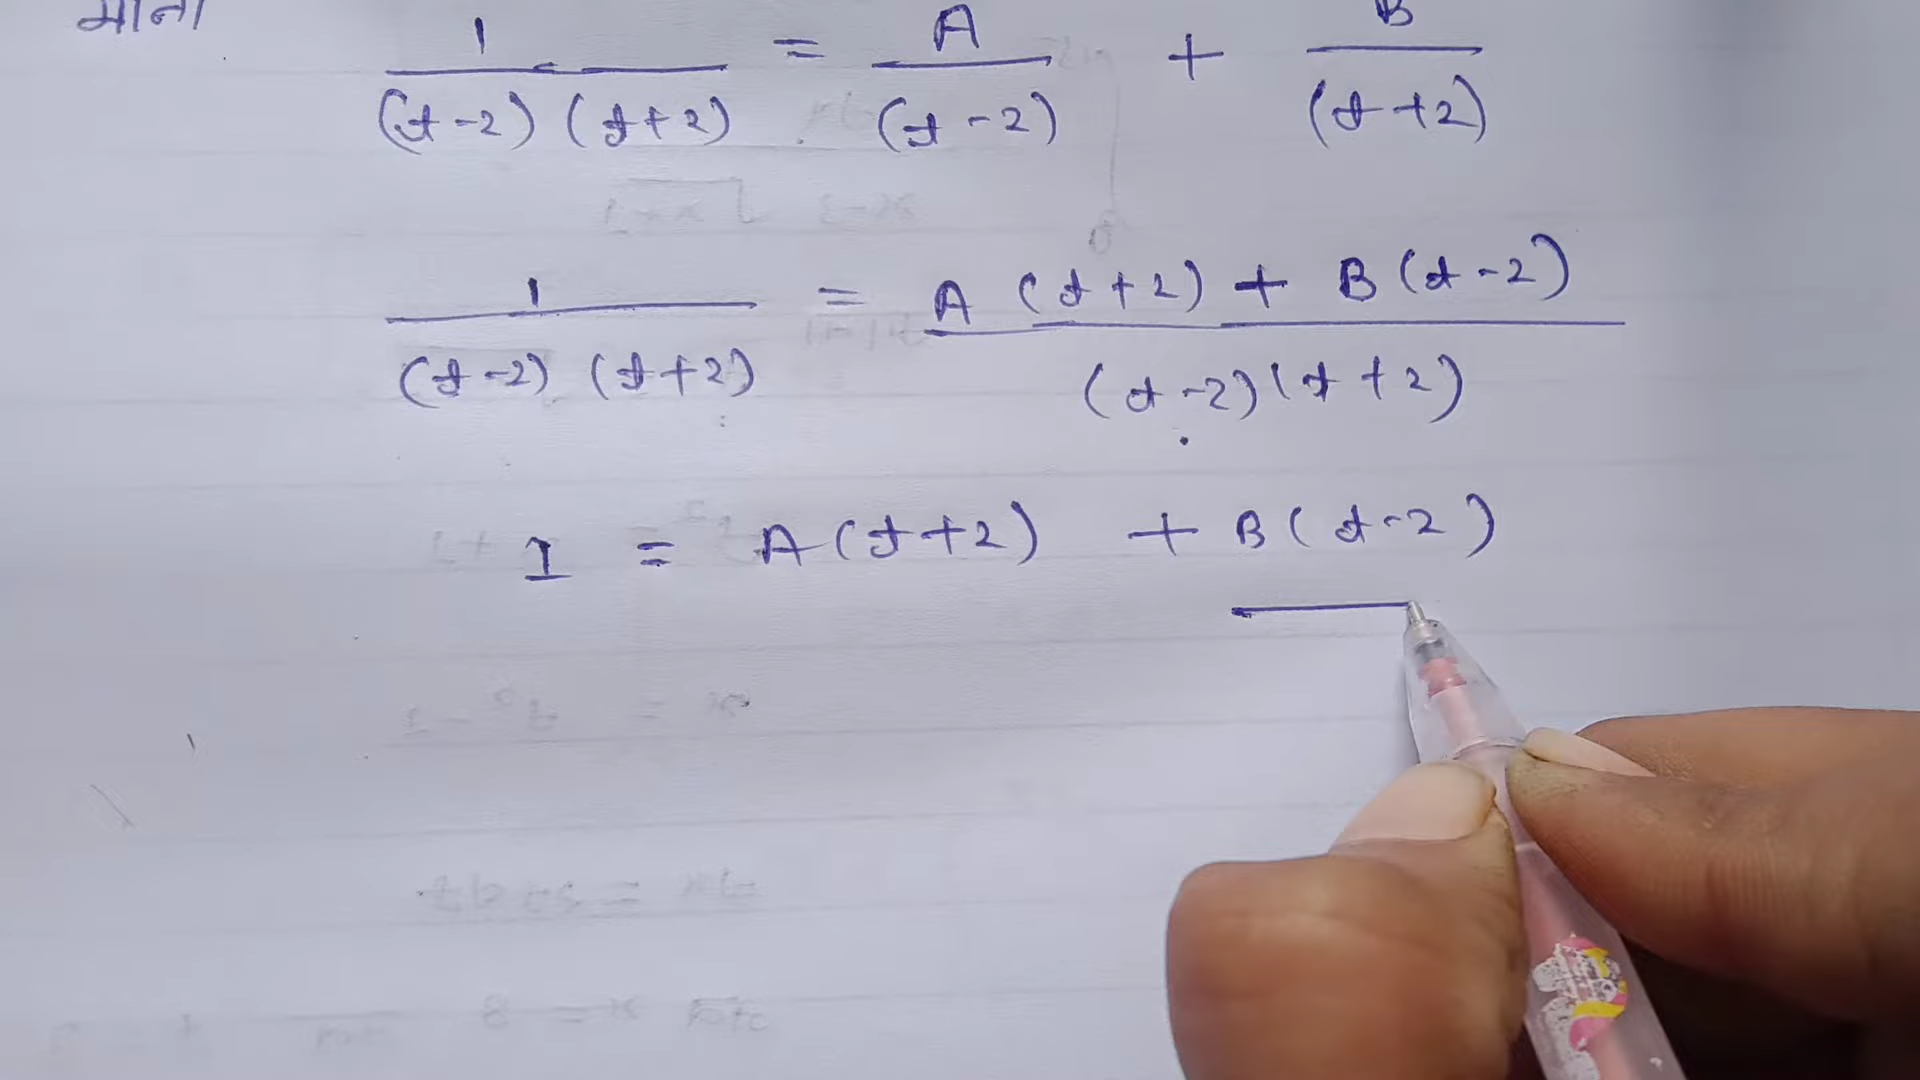 माना 1/((t-2)(t+2)) = A/(t-2) + B/(t+2)
1/((t-2)(t+2)) = (A(t+2) + B(t-2))/((t-2)(t+2))
1 = A(t+2) + B(t-2)